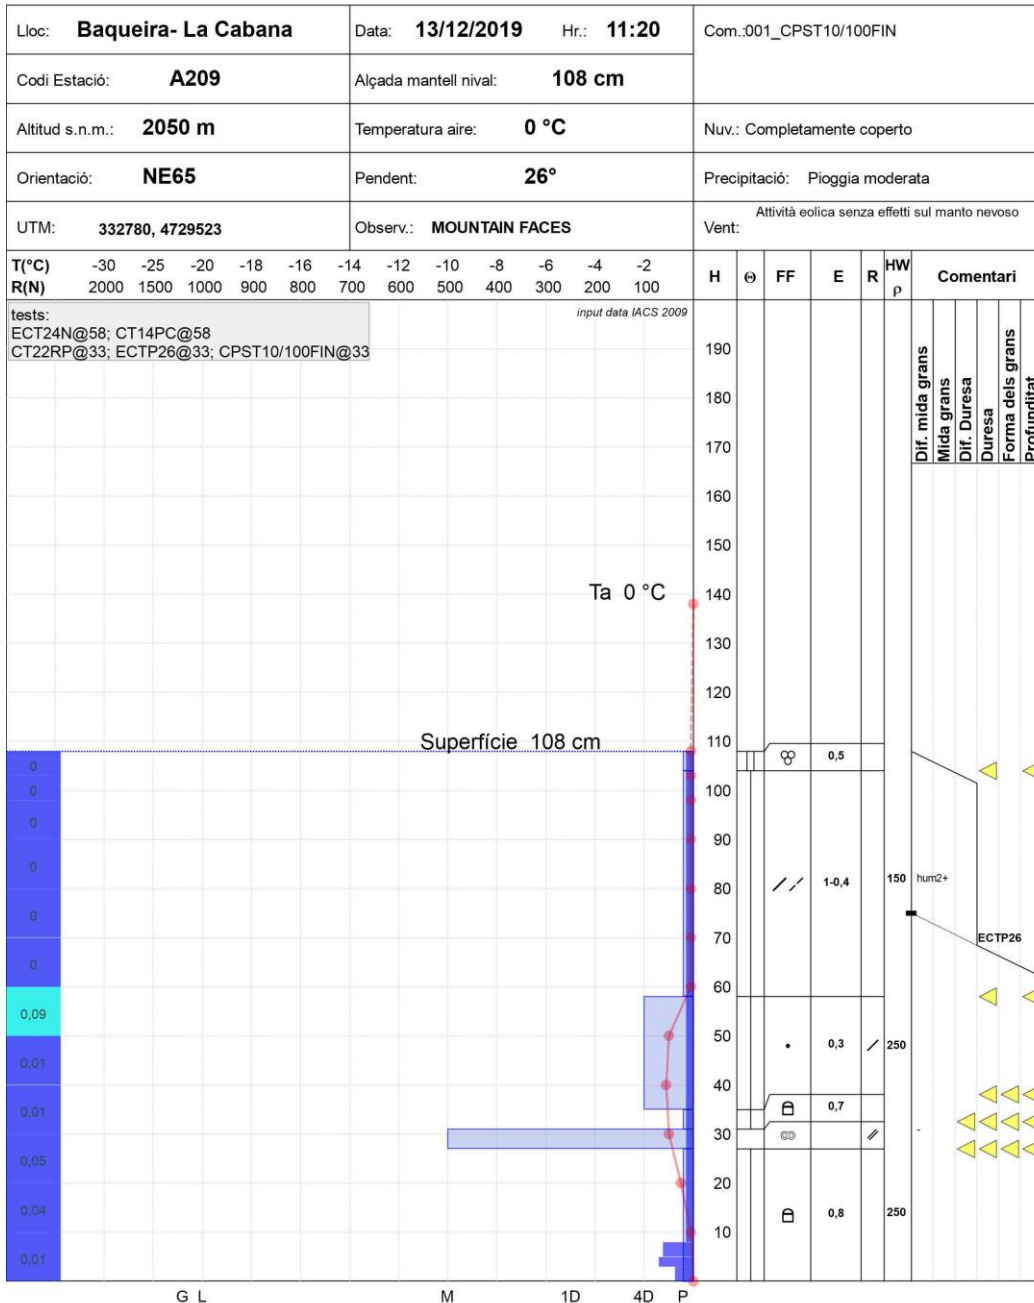 Lloc: Baqueira- La Cabana Data: 13/12/2019 Hr.: 11:20 Com.:001_CPST10/100FIN
Codi Estació: A209 Alçada mantell nival: 108 cm
Altitud s.n.m.: 2050 m Temperatura aire: 0 °C Nuv.: Completamente coperto
Orientació: NE65 Pendent: 26° Precipitació: Pioggia moderata
UTM: 332780, 4729523 Observ.: MOUNTAIN FACES Vent: Attività eolica senza effetti sul manto nevoso
T(°C) -30 -25 -20 -18 -16 -14 -12 -10 -8 -6 -4 -2 H Θ FF E R HW Comentari
R(N) 2000 1500 1000 900 800 700 600 500 400 300 200 100 ρ
tests: input data IACS 2009
ECT24N@58; CT14PC@58
CT22RP@33; ECTP26@33; CPST10/100FIN@33
Dif. mida grans
Mida grans
Dif. Duresa
Duresa
Forma dels grans
Profunditat
190
180
170
160
150
Ta 0 °C 140
130
120
Superfície 108 cm 110
0 0,5
0 100
0 90
0 80 1-0,4 150 hum2+
0 70 ECTP26
0 60
0,09 50 0,3 250
0,01 40
0,01 0,7
0,05 30 -
0,04 20
0,8 250
0,01 10
G L M 1D 4D P